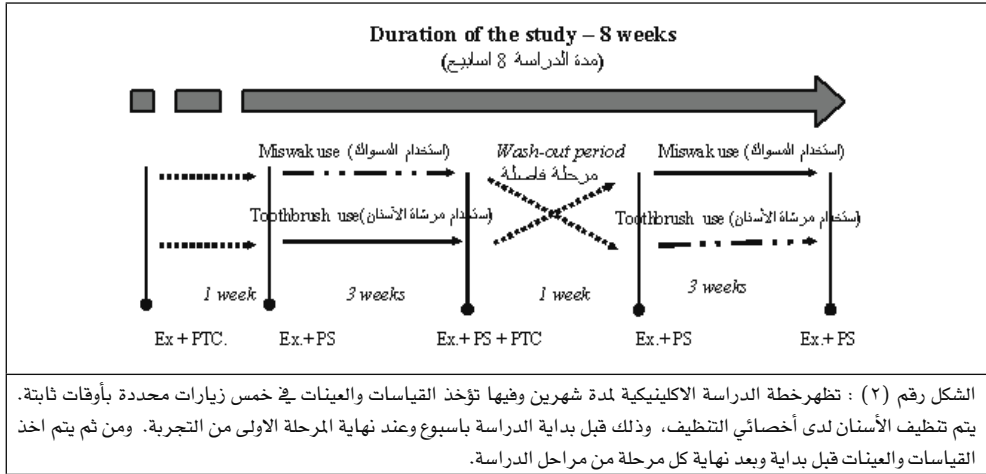 Duration of the study – 8 weeks
(مدة الدراسة 8 اسابيع)
Miswak use (استخدام المسواك)
Wash-out period
مرحلة فاصلة
Miswak use (استخدام المسواك)
Toothbrush use (ستخدام مرشاة الأسنان)
Toothbrush use (ستخدام مرشاة الأسنان)
1 week
3 weeks
1 week
3 weeks
Ex + PTC.
Ex.+ PS
Ex.+ PS + PTC
Ex.+ PS
Ex.+ PS
الشكل رقم (٢) : تظهرخطة الدراسة الاكلينيكية لمدة شهرين وفيها تؤخذ القياسات والعينات في خمس زيارات محددة بأوقات ثابتة.
يتم تنظيف الأسنان لدى أخصائي التنظيف، وذلك قبل بداية الدراسة باسبوع وعند نهاية المرحلة الاولى من التجربة. ومن ثم يتم اخذ
القياسات والعينات قبل بداية وبعد نهاية كل مرحلة من مراحل الدراسة.